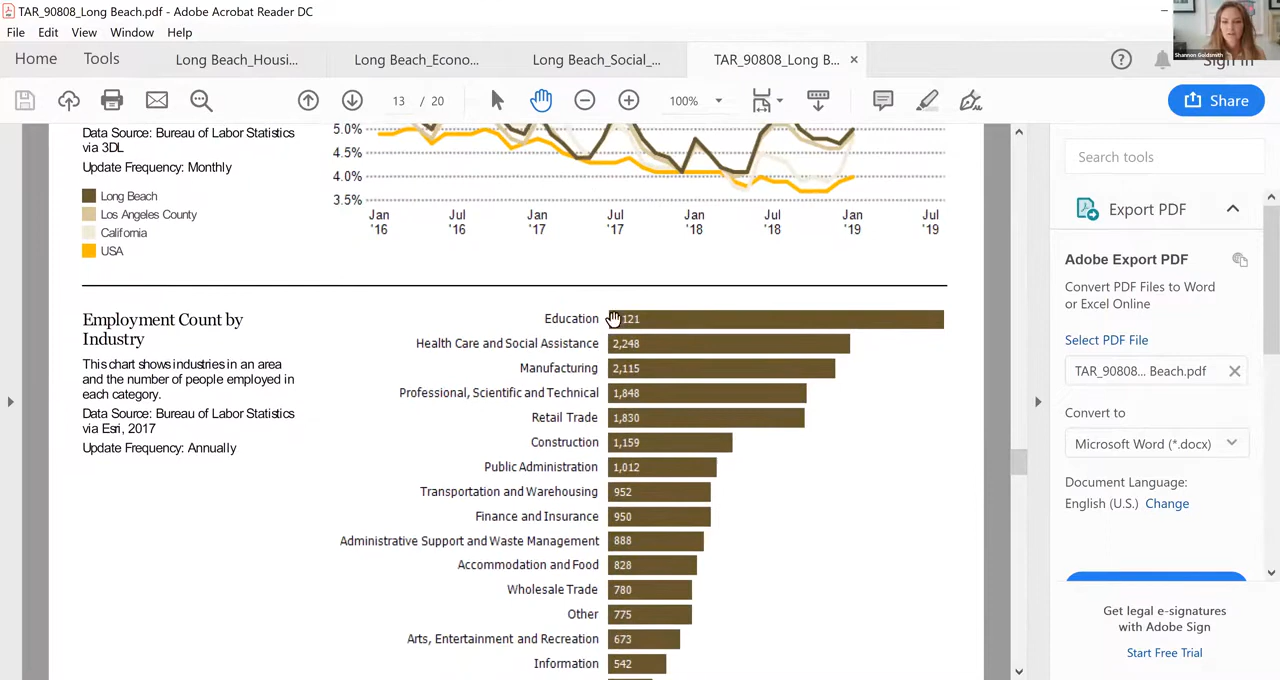 TAR_90808_Long Beach.pdf - Adobe Acrobat Reader DC
File Edit View Window Help
Shannon Goldsmith
Home Tools Long Beach_Housi... Long Beach_Econo... Long Beach_Social_... TAR_90808_Long B... Sign In
13 / 20 100% Share
Data Source: Bureau of Labor Statistics
via 3DL
Update Frequency: Monthly
Long Beach
Los Angeles County
California
USA
5.0%
4.5%
4.0%
3.5%
Jan Jul Jan Jul Jan Jul Jan Jul
'16 '16 '17 '17 '18 '18 '19 '19
Employment Count by
Industry
This chart shows industries in an area
and the number of people employed in
each category.
Data Source: Bureau of Labor Statistics
via Esri, 2017
Update Frequency: Annually
Education 121
Health Care and Social Assistance 2,248
Manufacturing 2,115
Professional, Scientific and Technical 1,848
Retail Trade 1,830
Construction 1,159
Public Administration 1,012
Transportation and Warehousing 952
Finance and Insurance 950
Administrative Support and Waste Management 888
Accommodation and Food 828
Wholesale Trade 780
Other 775
Arts, Entertainment and Recreation 673
Information 542
Search tools
Export PDF
Adobe Export PDF
Convert PDF Files to Word
or Excel Online
Select PDF File
TAR_90808... Beach.pdf
Convert to
Microsoft Word (*.docx)
Document Language:
English (U.S.) Change
Get legal e-signatures
with Adobe Sign
Start Free Trial